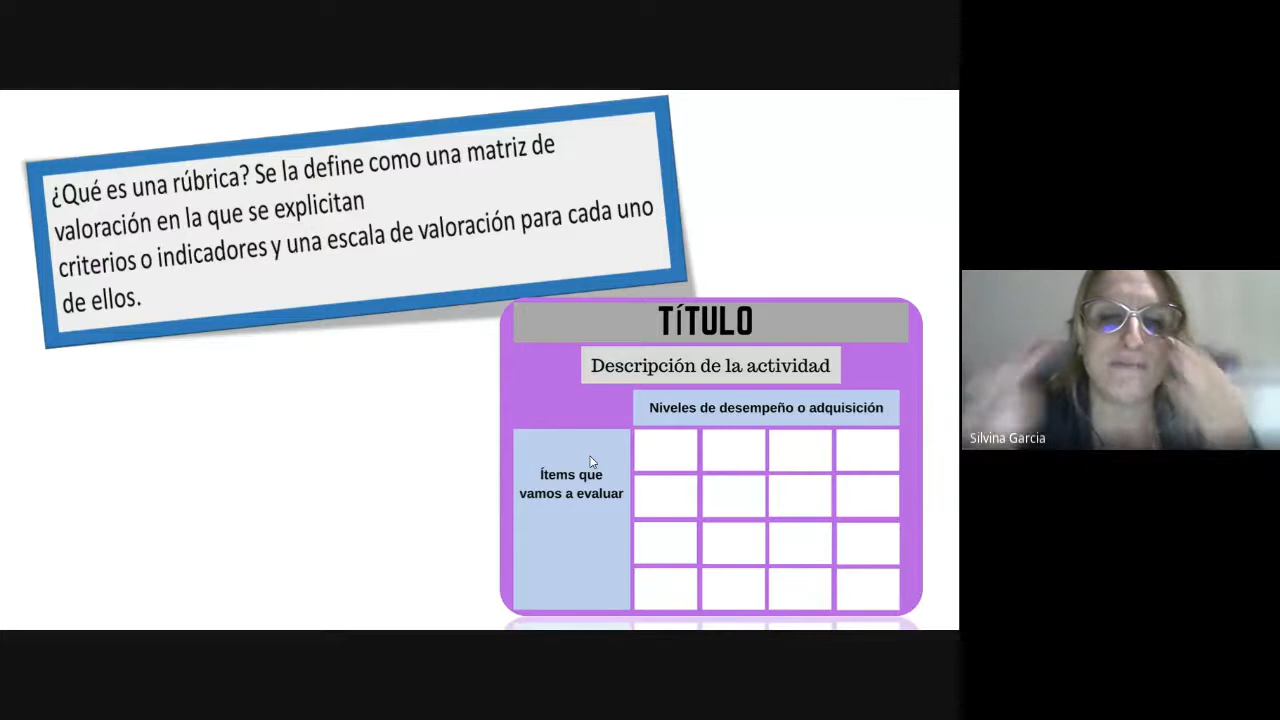 ¿Qué es una rúbrica? Se la define como una matriz de
valoración en la que se explicitan
criterios o indicadores y una escala de valoración para cada uno
de ellos.
TÍTULO
Descripción de la actividad
Niveles de desempeño o adquisición
Ítems que
vamos a evaluar
Silvina Garcia